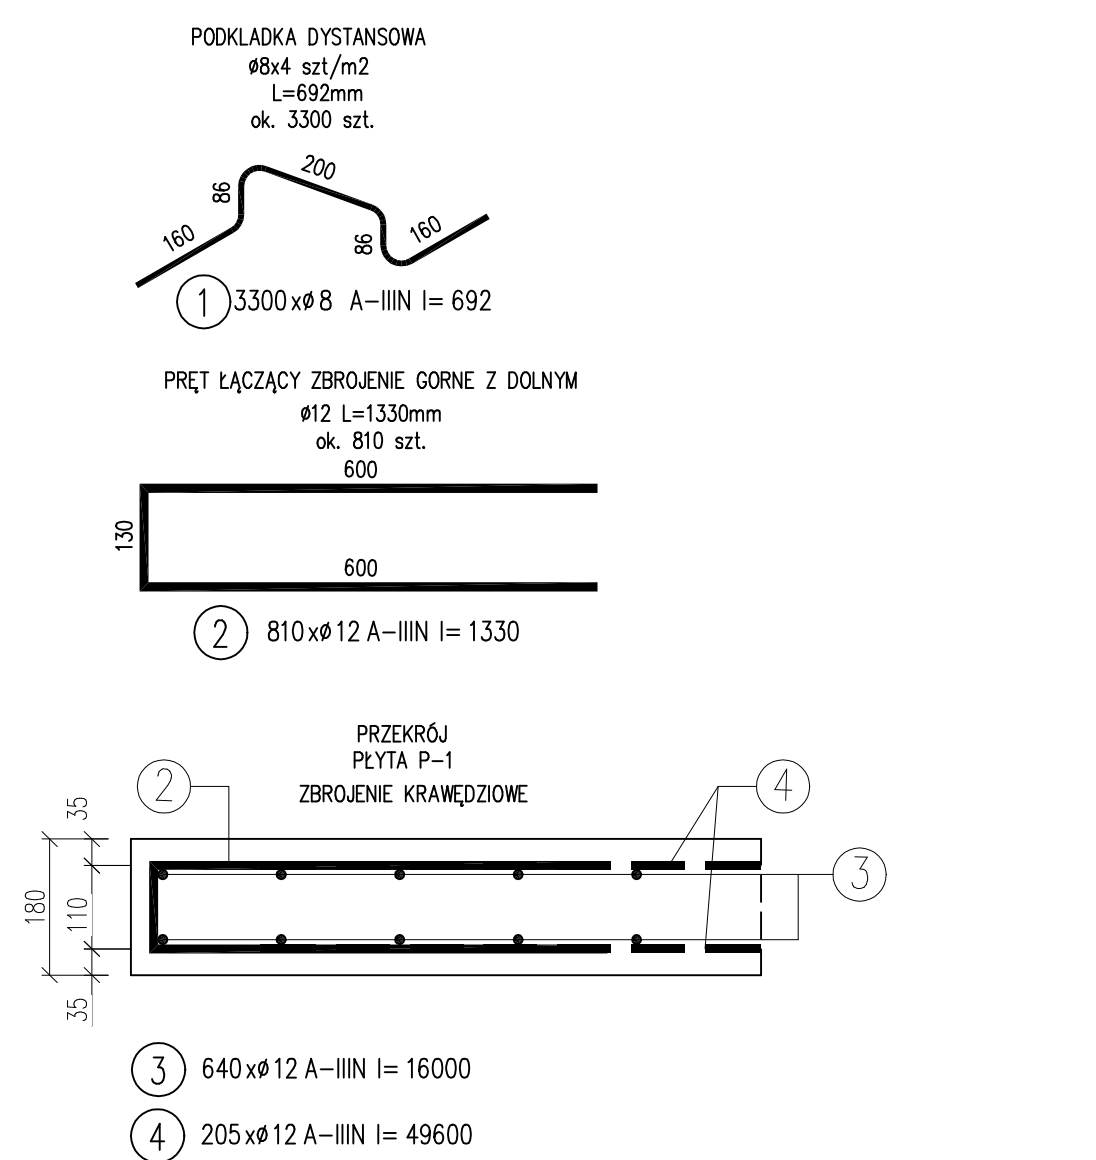 PODKLADKA DYSTANSOWA
ø8x4 szt/m2
L=692mm
ok. 3300 szt.
200
86
160
86
160
1 3300xø8 A-IIIN l= 692
PRĘT ŁĄCZĄCY ZBROJENIE GORNE Z DOLNYM
ø12 L=1330mm
ok. 810 szt.
600
130
600
2 810xø12 A-IIIN l= 1330
PRZEKRÓJ
PŁYTA P-1
ZBROJENIE KRAWĘDZIOWE
2
4
35
3
180
110
35
3 640xø12 A-IIIN l= 16000
4 205xø12 A-IIIN l= 49600